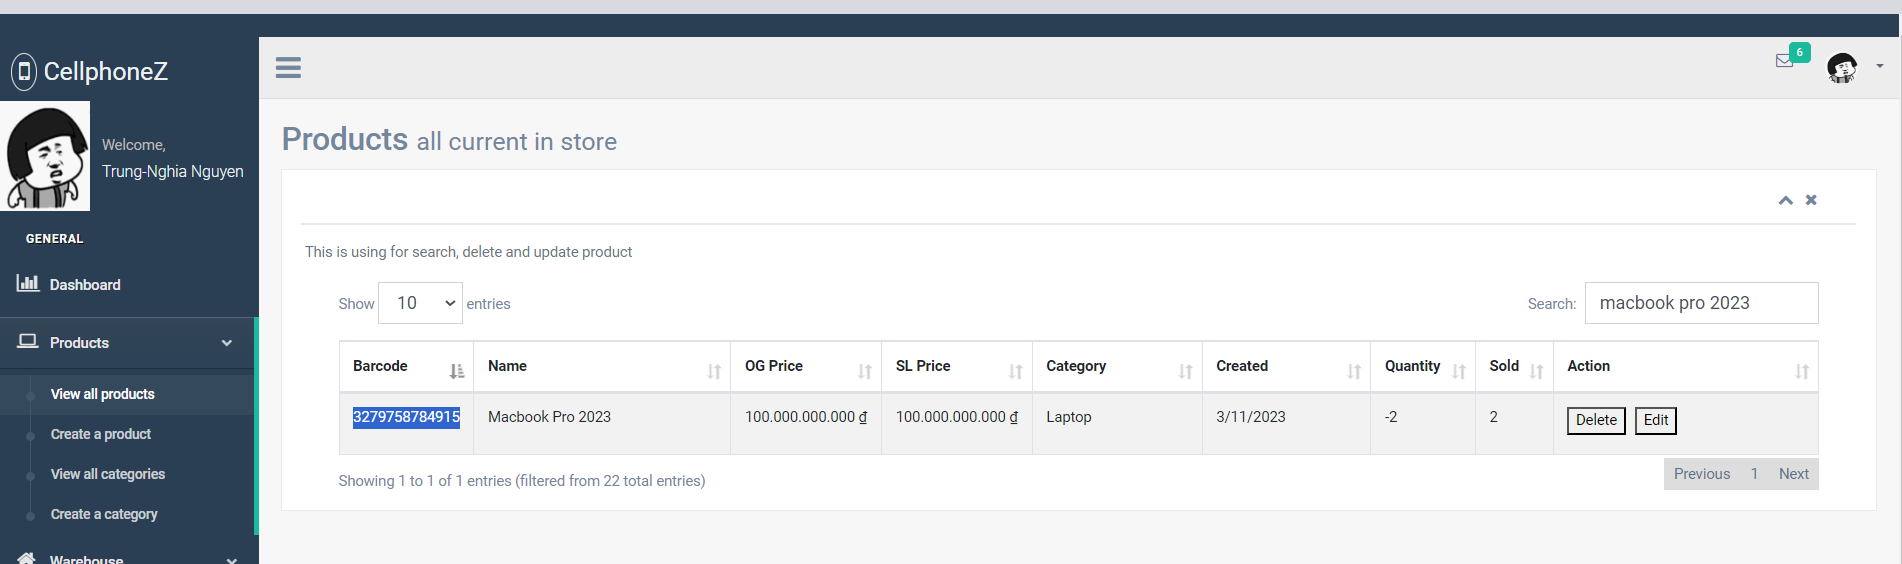 CellphoneZ
6
Welcome,
Trung-Nghia Nguyen
GENERAL
Dashboard
Products
View all products
Create a product
View all categories
Create a category
Warehouse
Products all current in store
This is using for search, delete and update product
Show 10 entries
Search: macbook pro 2023
Barcode Name OG Price SL Price Category Created Quantity Sold Action
3279758784915 Macbook Pro 2023 100.000.000.000 ₫ 100.000.000.000 ₫ Laptop 3/11/2023 -2 2 Delete Edit
Showing 1 to 1 of 1 entries (filtered from 22 total entries)
Previous 1 Next